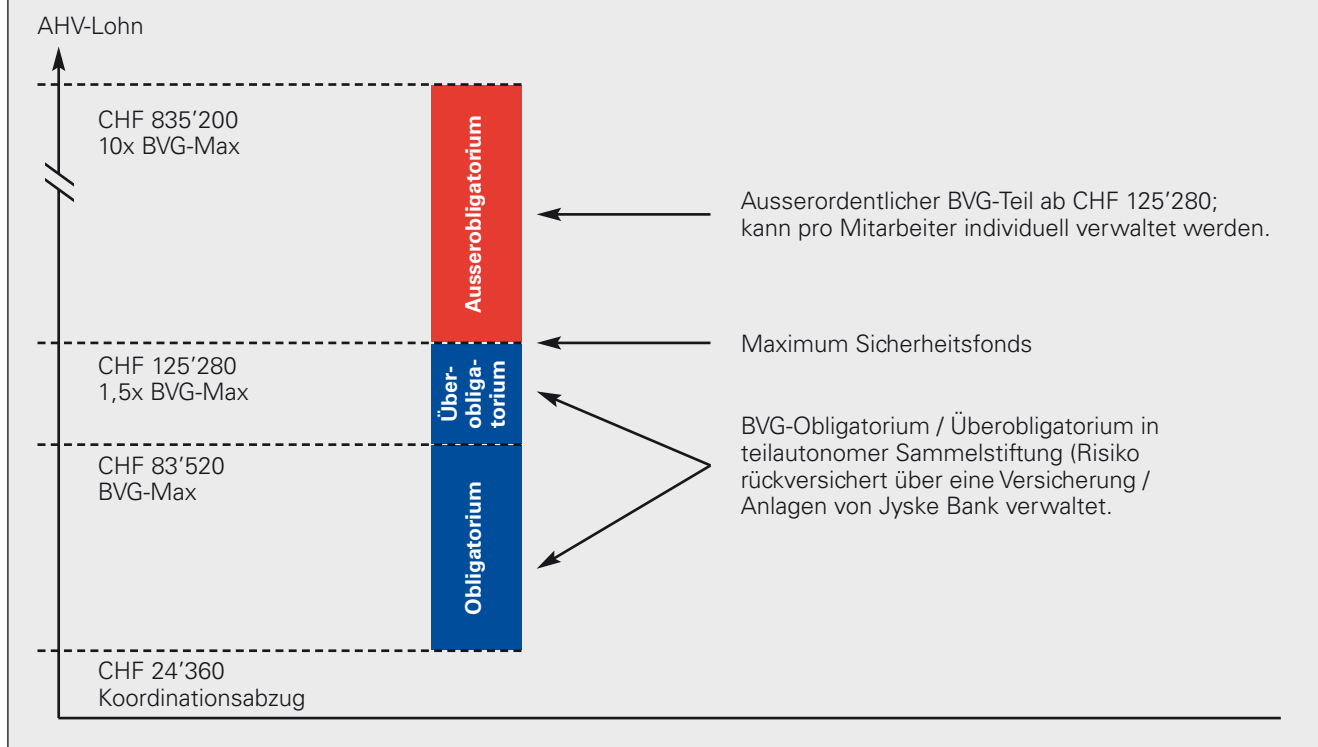 AHV-Lohn
CHF 835’200
10x BVG-Max
Ausserobligatorium
Ausserordentlicher BVG-Teil ab CHF 125’280;
kann pro Mitarbeiter individuell verwaltet werden.
Maximum Sicherheitsfonds
CHF 125’280
1,5x BVG-Max
Über-
obliga-
torium
BVG-Obligatorium / Überobligatorium in
teilautonomer Sammelstiftung (Risiko
rückversichert über eine Versicherung /
Anlagen von Jyske Bank verwaltet.
CHF 83’520
BVG-Max
Obligatorium
CHF 24’360
Koordinationsabzug